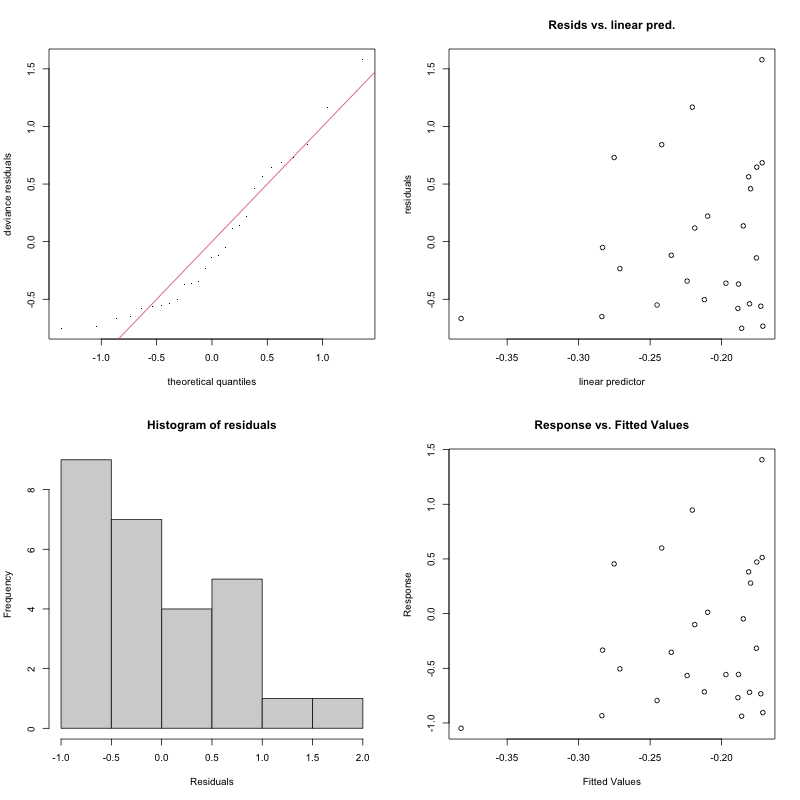 deviance residuals
1.5
1.0
0.5
0.0
-0.5
-1.0 -0.5 0.0 0.5 1.0
theoretical quantiles
Resids vs. linear pred.
residuals
1.5
1.0
0.5
0.0
-0.5
-0.35 -0.30 -0.25 -0.20
linear predictor
Histogram of residuals
Frequency
8
6
4
2
0
-1.0 -0.5 0.0 0.5 1.0 1.5 2.0
Residuals
Response vs. Fitted Values
Response
1.5
1.0
0.5
0.0
-0.5
-1.0
-0.35 -0.30 -0.25 -0.20
Fitted Values